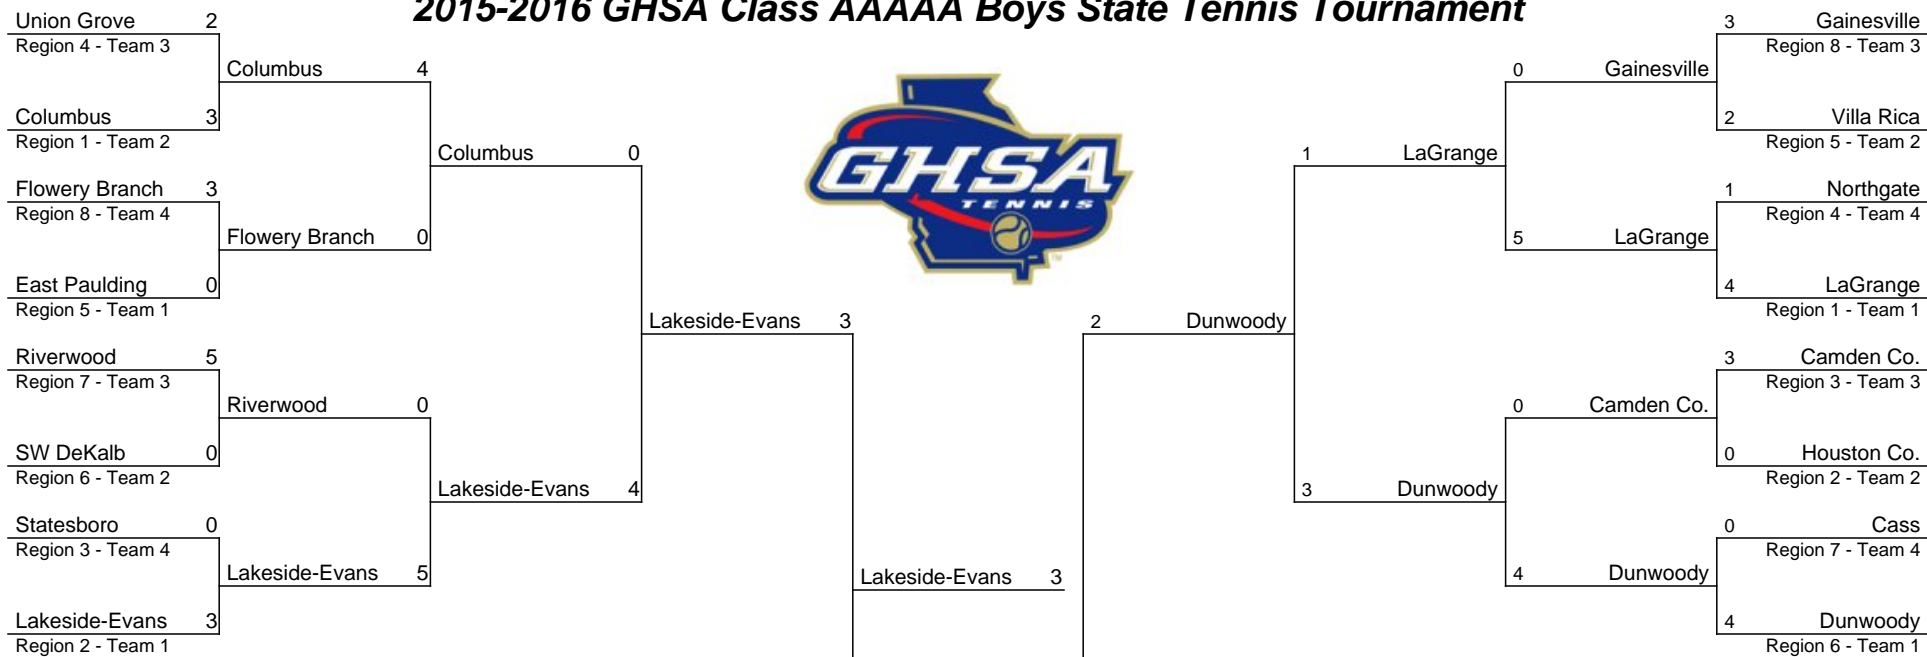 2015-2016 GHSA Class AAAAA Boys State Tennis Tournament
Union Grove 2
Region 4 - Team 3
Columbus 4
Columbus 3
Region 1 - Team 2
Columbus 0
Flowery Branch 3
Region 8 - Team 4
Flowery Branch 0
East Paulding 0
Region 5 - Team 1
Lakeside-Evans 3
Riverwood 5
Region 7 - Team 3
Riverwood 0
SW DeKalb 0
Region 6 - Team 2
Lakeside-Evans 4
Statesboro 0
Region 3 - Team 4
Lakeside-Evans 5
Lakeside-Evans 3
Region 2 - Team 1
Lakeside-Evans 3
GHSA
TENNIS
TM
3 Gainesville
Region 8 - Team 3
0 Gainesville
2 Villa Rica
Region 5 - Team 2
1 LaGrange
1 Northgate
Region 4 - Team 4
5 LaGrange
4 LaGrange
Region 1 - Team 1
2 Dunwoody
3 Camden Co.
Region 3 - Team 3
0 Camden Co.
0 Houston Co.
Region 2 - Team 2
3 Dunwoody
0 Cass
Region 7 - Team 4
4 Dunwoody
4 Dunwoody
Region 6 - Team 1